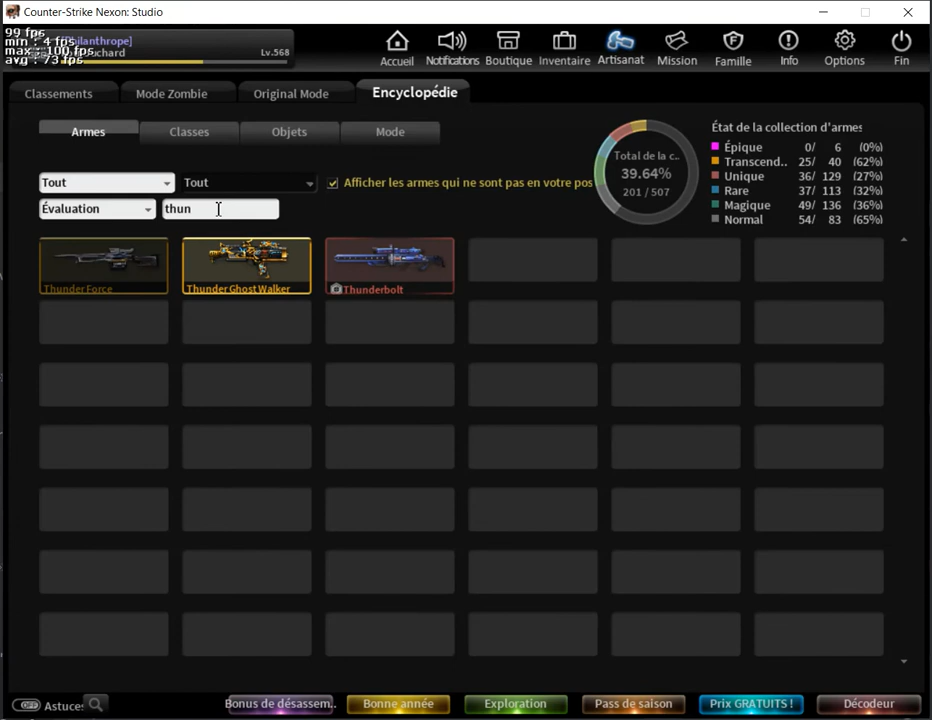 Counter-Strike Nexon: Studio
99 fps
min : 4 fps
max : 100 fps
avg : 73 fps
[Philanthrope]
Lv.568
Accueil
Notifications
Boutique
Inventaire
Artisanat
Mission
Famille
Info
Options
Fin
Classements
Mode Zombie
Original Mode
Encyclopédie
Armes
Classes
Objets
Mode
Tout
Tout
Afficher les armes qui ne sont pas en votre pos
Évaluation
thun
Total de la c..
39.64%
201 / 507
État de la collection d'armes
Épique 0/ 6 (0%)
Transcend.. 25/ 40 (62%)
Unique 36/ 129 (27%)
Rare 37/ 113 (32%)
Magique 49/ 136 (36%)
Normal 54/ 83 (65%)
Thunder Force
Thunder Ghost Walker
Thunderbolt
OFF Astuces
Bonus de désassem..
Bonne année
Exploration
Pass de saison
Prix GRATUITS !
Décodeur